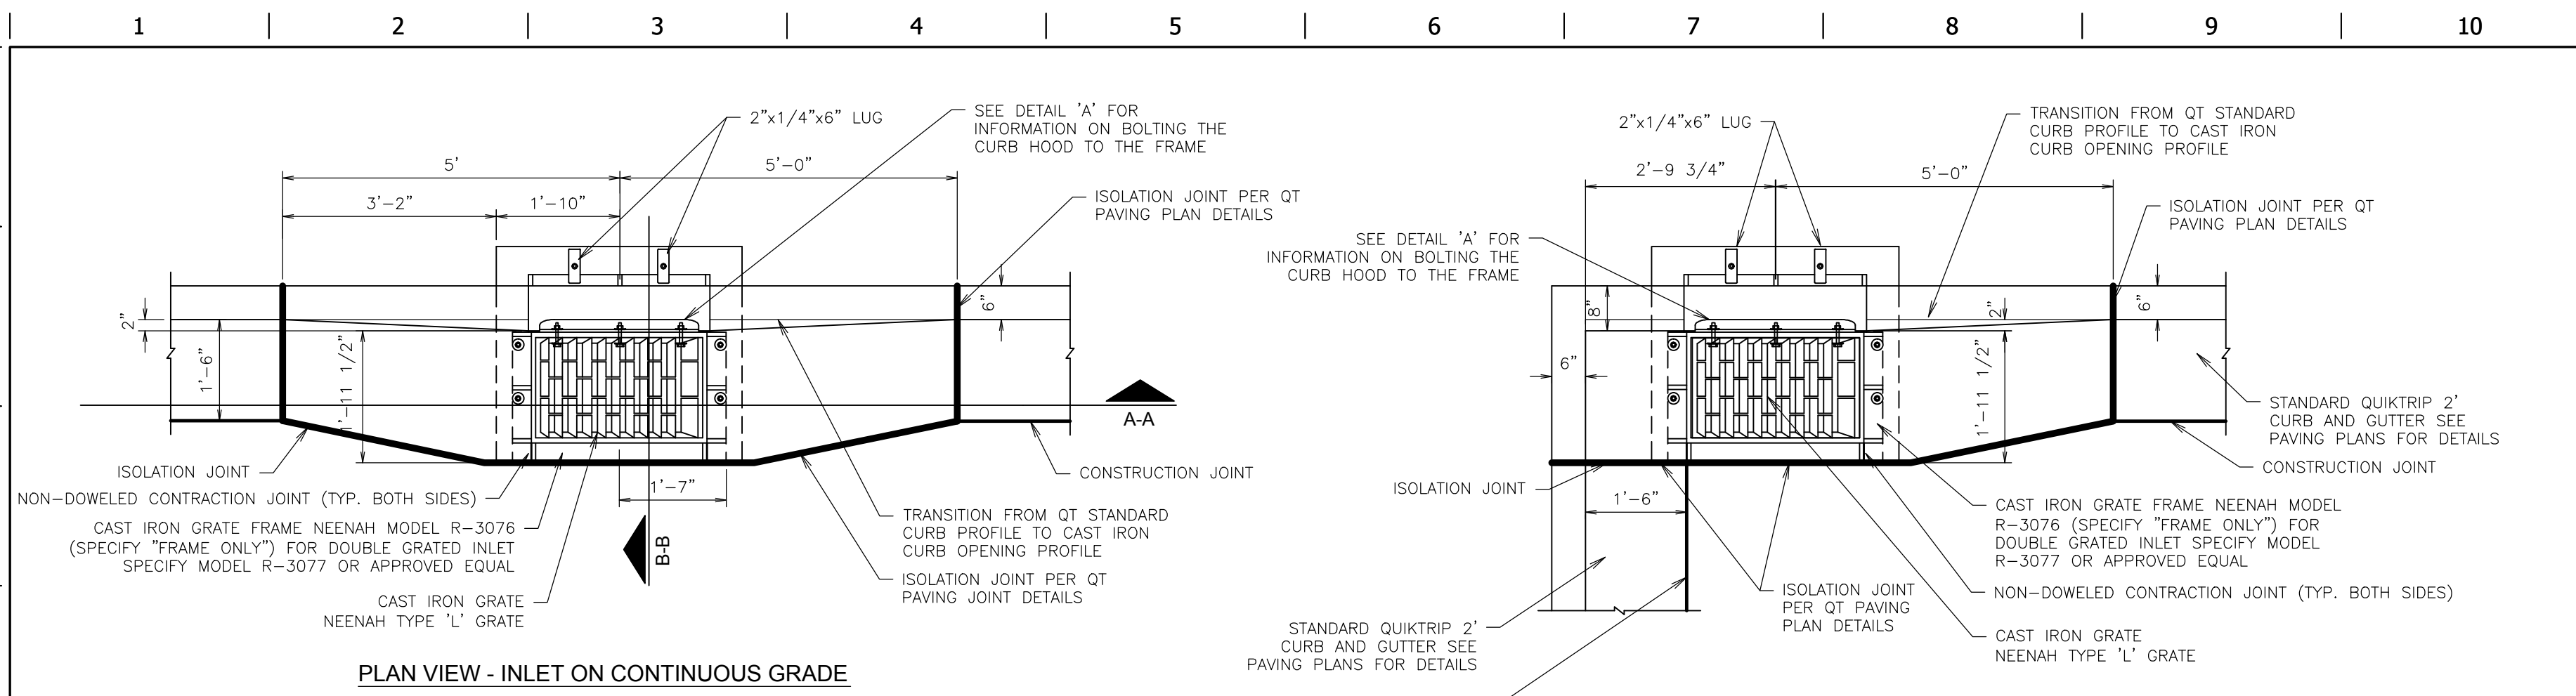 1 2 3 4 5 6 7 8 9 10
2"x1/4"x6" LUG
SEE DETAIL 'A' FOR
INFORMATION ON BOLTING THE
CURB HOOD TO THE FRAME
5'
5'-0"
3'-2"
1'-10"
ISOLATION JOINT PER QT
PAVING PLAN DETAILS
2"
1'-6"
1'-11 1/2"
6"
A-A
ISOLATION JOINT
NON-DOWELED CONTRACTION JOINT (TYP. BOTH SIDES)
CAST IRON GRATE FRAME NEENAH MODEL R-3076
(SPECIFY "FRAME ONLY") FOR DOUBLE GRATED INLET
SPECIFY MODEL R-3077 OR APPROVED EQUAL
CAST IRON GRATE
NEENAH TYPE 'L' GRATE
1'-7"
B-B
CONSTRUCTION JOINT
TRANSITION FROM QT STANDARD
CURB PROFILE TO CAST IRON
CURB OPENING PROFILE
ISOLATION JOINT PER QT
PAVING JOINT DETAILS
PLAN VIEW - INLET ON CONTINUOUS GRADE
2"x1/4"x6" LUG
TRANSITION FROM QT STANDARD
CURB PROFILE TO CAST IRON
CURB OPENING PROFILE
2'-9 3/4"
5'-0"
ISOLATION JOINT PER QT
PAVING PLAN DETAILS
SEE DETAIL 'A' FOR
INFORMATION ON BOLTING THE
CURB HOOD TO THE FRAME
8"
2"
6"
6"
1'-11 1/2"
STANDARD QUIKTRIP 2'
CURB AND GUTTER SEE
PAVING PLANS FOR DETAILS
CONSTRUCTION JOINT
ISOLATION JOINT
1'-6"
CAST IRON GRATE FRAME NEENAH MODEL
R-3076 (SPECIFY "FRAME ONLY") FOR
DOUBLE GRATED INLET SPECIFY MODEL
R-3077 OR APPROVED EQUAL
ISOLATION JOINT
PER QT PAVING
PLAN DETAILS
NON-DOWELED CONTRACTION JOINT (TYP. BOTH SIDES)
STANDARD QUIKTRIP 2'
CURB AND GUTTER SEE
PAVING PLANS FOR DETAILS
CAST IRON GRATE
NEENAH TYPE 'L' GRATE